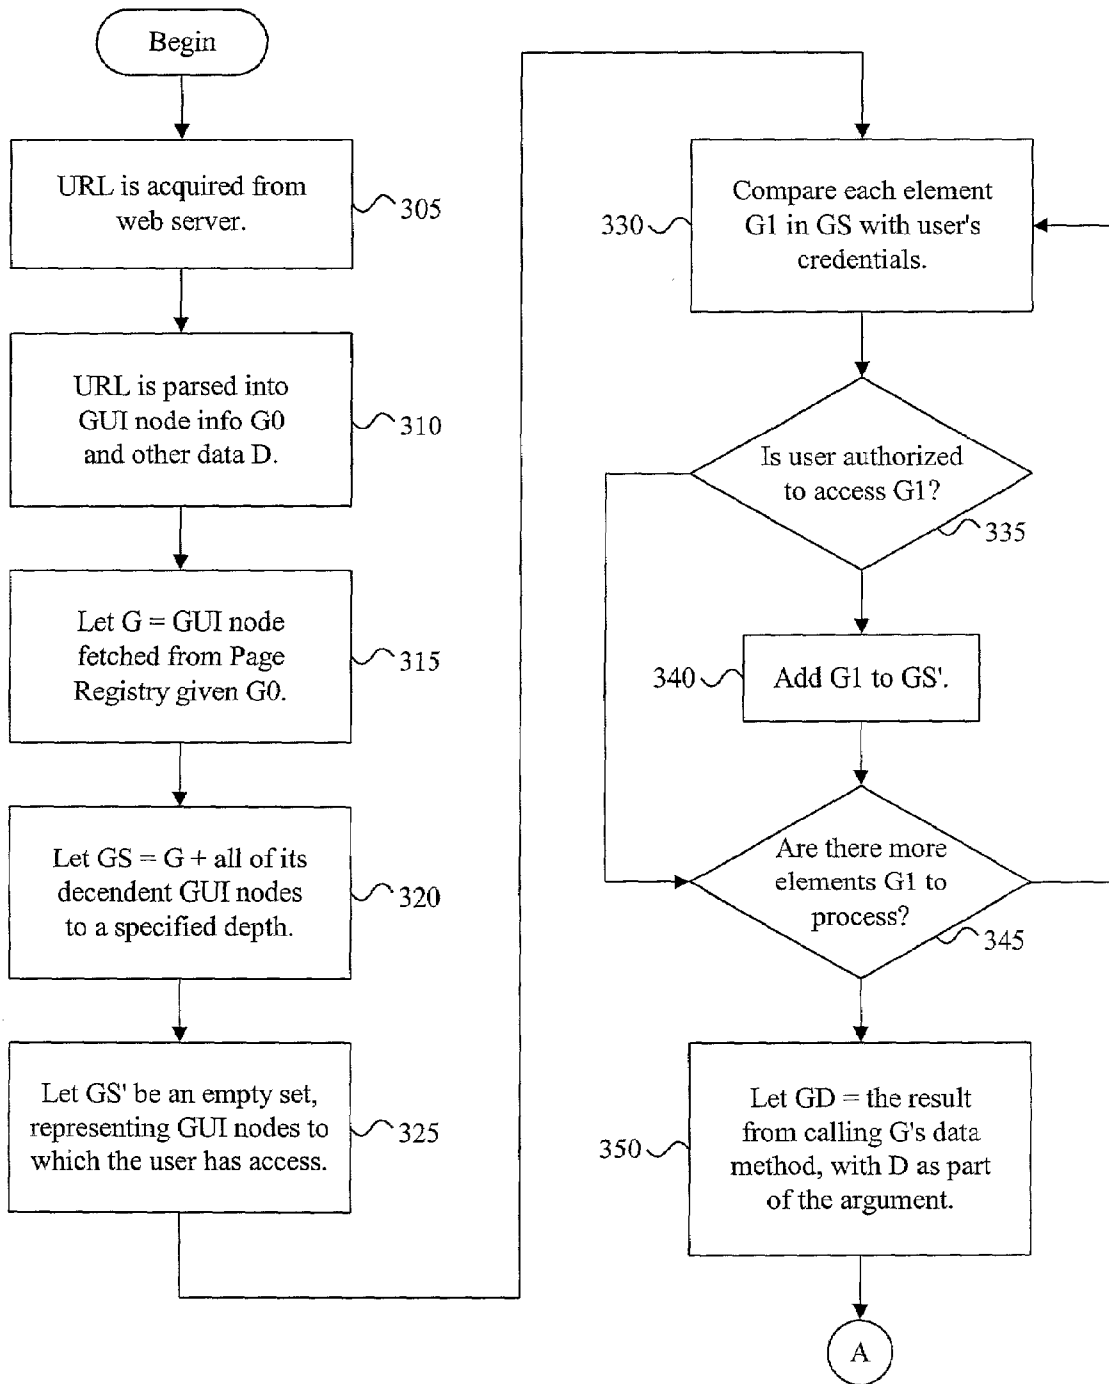 Begin
URL is acquired from
web server.
305
URL is parsed into
GUI node info G0
and other data D.
310
Let G = GUI node
fetched from Page
Registry given G0.
315
Let GS = G + all of its
decendent GUI nodes
to a specified depth.
320
Let GS' be an empty set,
representing GUI nodes to
which the user has access.
325
Compare each element
G1 in GS with user's
credentials.
330
Is user authorized
to access G1?
335
Add G1 to GS'.
340
Are there more
elements G1 to
process?
345
Let GD = the result
from calling G's data
method, with D as part
of the argument.
350
A